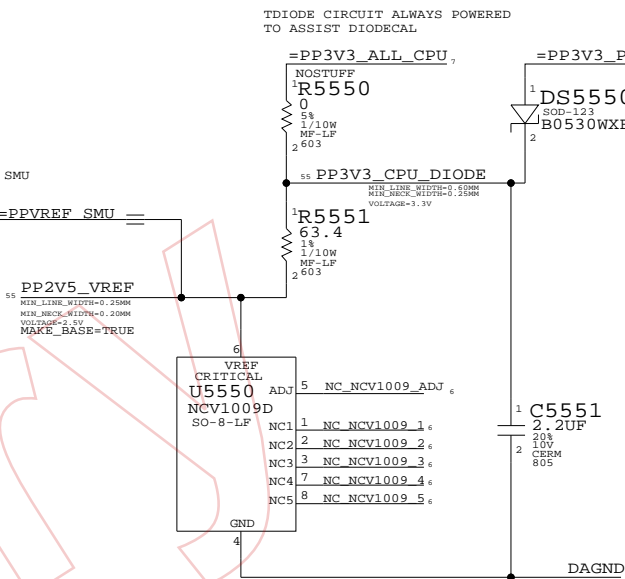 TDIODE CIRCUIT ALWAYS POWERED
TO ASSIST DIODECAL
=PP3V3_ALL_CPU 7
NOSTUFF
1 R5550
0
5%
1/10W
MF-LF
2 603
=PP3V3_P
1 DS5550
SOD-123
B0530WXF
2
SMU
55 PP3V3_CPU_DIODE
MIN_LINE_WIDTH=0.60MM
MIN_NECK_WIDTH=0.25MM
VOLTAGE=3.3V
=PPVREF_SMU
1 R5551
63.4
1%
1/10W
MF-LF
2 603
55 PP2V5_VREF
MIN_LINE_WIDTH=0.25MM
MIN_NECK_WIDTH=0.20MM
VOLTAGE=2.5V
MAKE_BASE=TRUE
6
VREF
CRITICAL
U5550
NCV1009D
SO-8-LF
ADJ 5 NC_NCV1009_ADJ 6
NC1 1 NC_NCV1009_1 6
NC2 2 NC_NCV1009_2 6
NC3 3 NC_NCV1009_3 6
NC4 7 NC_NCV1009_4 6
NC5 8 NC_NCV1009_5 6
GND
4
1 C5551
2.2UF
20%
10V
2 CERM
805
DAGND